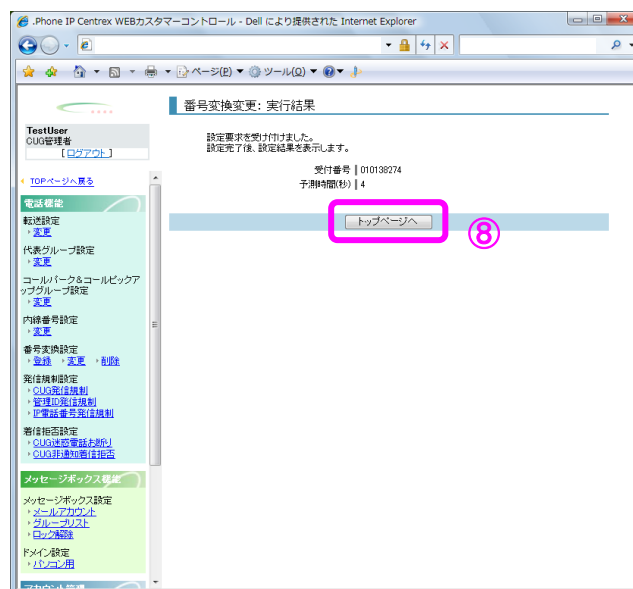 .Phone IP Centrex WEBカスタマーコントロール - Dell により提供された Internet Explorer
ページ(P) ツール(O)
番号変換変更: 実行結果
TestUser
CUG管理者
[ログアウト]
設定要求を受け付けました。
設定完了後、設定結果を表示します。
受付番号 010138274
予測時間(秒) 4
トップページへ
⑧
TOPページへ戻る
電話機能
転送設定
変更
代表グループ設定
変更
コールパーク&コールピックア
ップグループ設定
変更
内線番号設定
変更
番号変換設定
登録 変更 削除
発信規制設定
CUG発信規制
管理ID発信規制
IP電話番号発信規制
着信拒否設定
CUG迷惑電話お断り
CUG非通知着信拒否
メッセージボックス機能
メッセージボックス設定
メールアカウント
グループリスト
ロック解除
ドメイン設定
パソコン用
アカウント管理